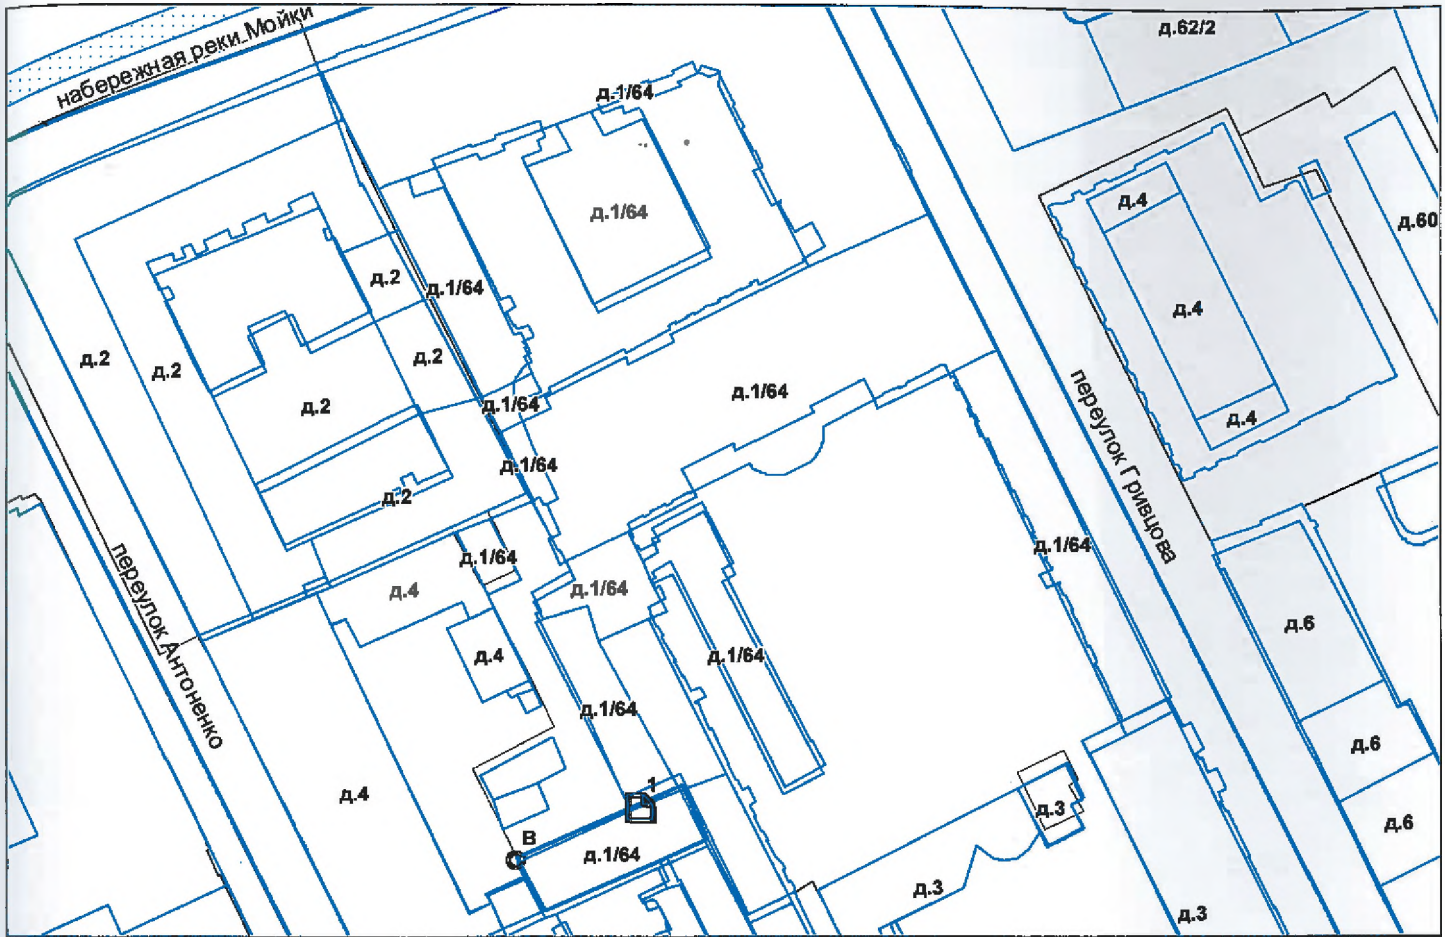 набережная реки Мойки
д.62/2
д.1/64
д.1/64
д.4
д.60
д.2
д.1/64
д.4
д.2
д.2
д.2
д.1/64
д.2
д.1/64
д.4
переулок Гривцова
д.1/64
д.2
д.1/64
д.1/64
д.4
д.1/64
переулок Антоненко
д.6
д.4
д.1/64
д.1/64
д.6
1
д.4
д.3
д.6
В
д.1/64
д.3
д.3